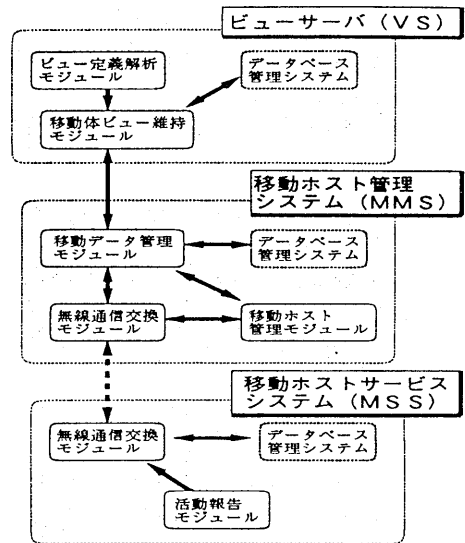 ビューサーバ（VS）
ビュー定義解析
モジュール
データベース
管理システム
移動体ビュー維持
モジュール
移動ホスト管理
システム（MMS）
移動データ管理
モジュール
データベース
管理システム
無線通信交換
モジュール
移動ホスト
管理モジュール
移動ホストサービス
システム（MSS）
無線通信交換
モジュール
データベース
管理システム
活動報告
モジュール